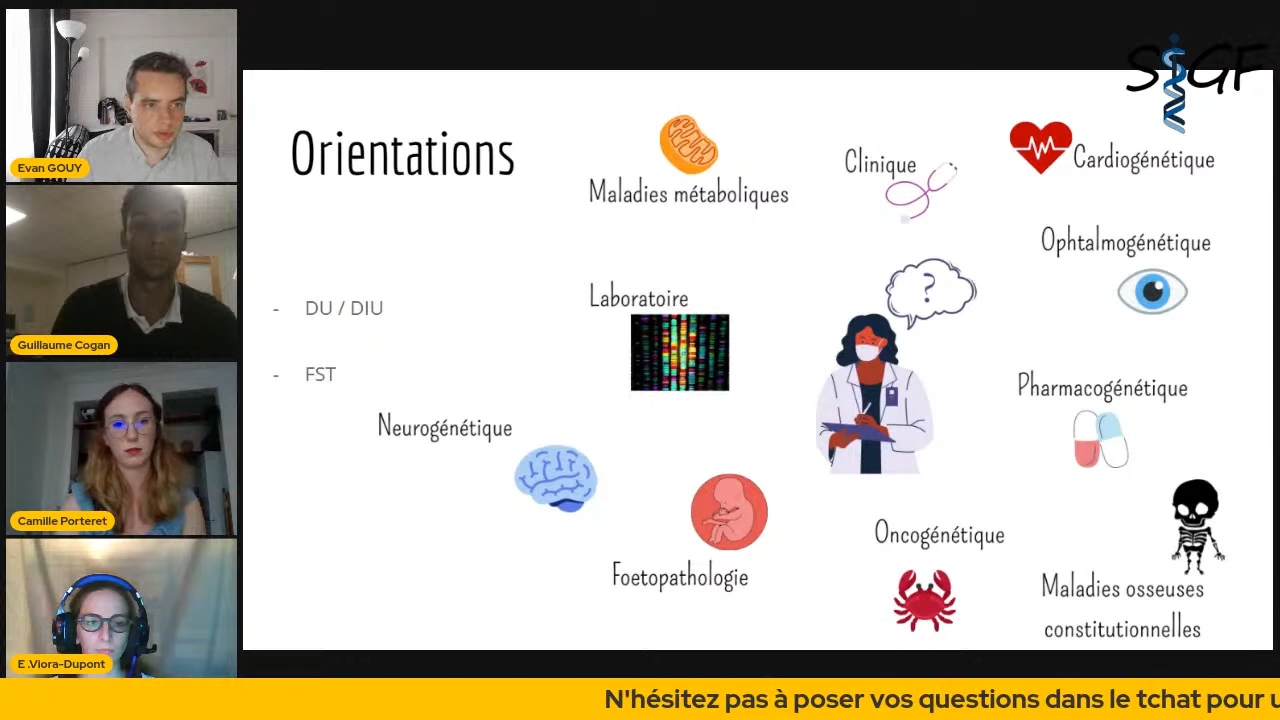 Evan GOUY
Guillaume Cogan
Camille Porteret
E .Viora-Dupont
SIGF
Orientations
- DU / DIU
- FST
Maladies métaboliques
Clinique
Cardiogénétique
Ophtalmogénétique
Laboratoire
?
Pharmacogénétique
Neurogénétique
Foetopathologie
Oncogénétique
Maladies osseuses
constitutionnelles
N'hésitez pas à poser vos questions dans le tchat pour